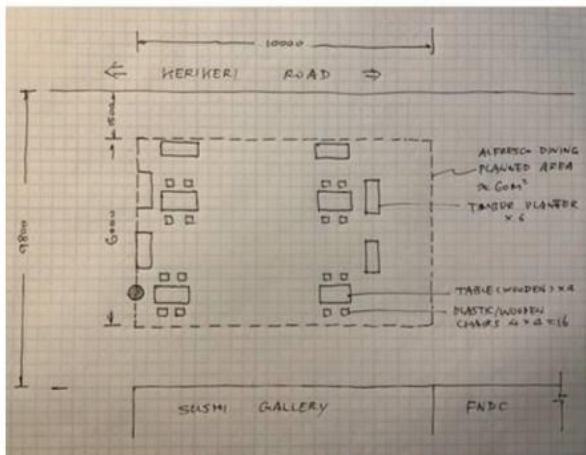 10000
← KERIKERI ROAD →
1500
ALFRESCO DINING
PLANNED AREA
≈ 60M²
TIMBER PLANTER
× 6
6000
9800
TABLE (WOODEN) × 4
PLASTIC/WOODEN
CHAIRS 4 × 4 = 16
SUSHI GALLERY
FNDC